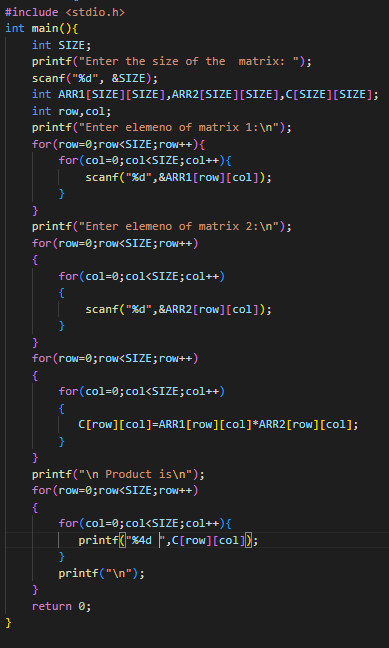 #include <stdio.h>
int main(){
    int SIZE;
    printf("Enter the size of the  matrix: ");
    scanf("%d", &SIZE);
    int ARR1[SIZE][SIZE],ARR2[SIZE][SIZE],C[SIZE][SIZE];
    int row,col;
    printf("Enter elemeno of matrix 1:\n");
    for(row=0;row<SIZE;row++){
        for(col=0;col<SIZE;col++){
            scanf("%d",&ARR1[row][col]);
        }
    }
    printf("Enter elemeno of matrix 2:\n");
    for(row=0;row<SIZE;row++)
    {
        for(col=0;col<SIZE;col++)
        {
            scanf("%d",&ARR2[row][col]);
        }
    }
    for(row=0;row<SIZE;row++)
    {
        for(col=0;col<SIZE;col++)
        {
           C[row][col]=ARR1[row][col]*ARR2[row][col];
        }
    }
    printf("\n Product is\n");
    for(row=0;row<SIZE;row++)
    {
        for(col=0;col<SIZE;col++){
           printf("%4d ",C[row][col]);
        }
        printf("\n");
    }
    return 0;
}